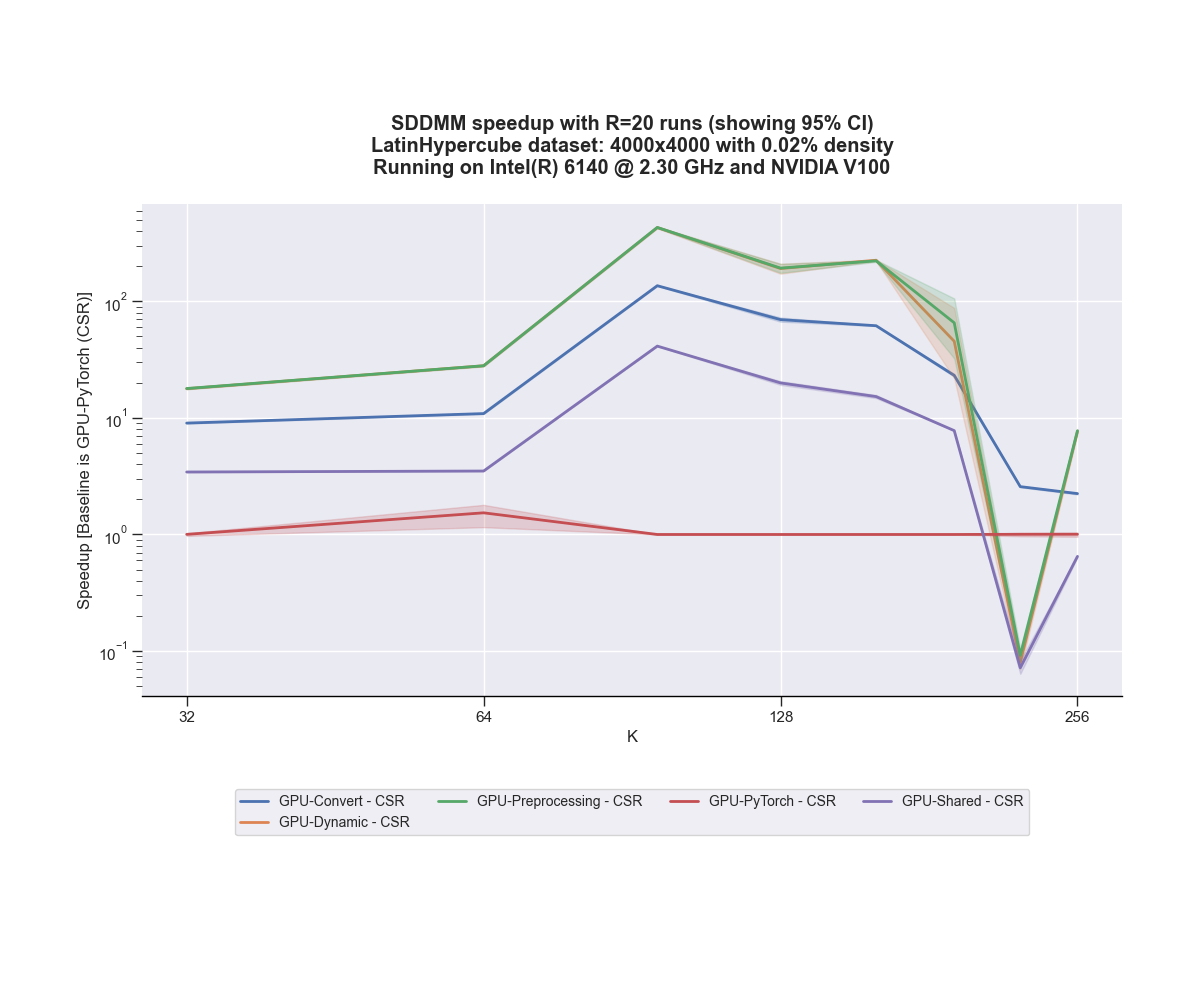 SDDMM speedup with R=20 runs (showing 95% CI)
LatinHypercube dataset: 4000x4000 with 0.02% density
Running on Intel(R) 6140 @ 2.30 GHz and NVIDIA V100
Speedup [Baseline is GPU-PyTorch (CSR)]
10^2
10^1
10^0
10^−1
32
64
128
256
K
GPU-Convert - CSR
GPU-Dynamic - CSR
GPU-Preprocessing - CSR
GPU-PyTorch - CSR
GPU-Shared - CSR